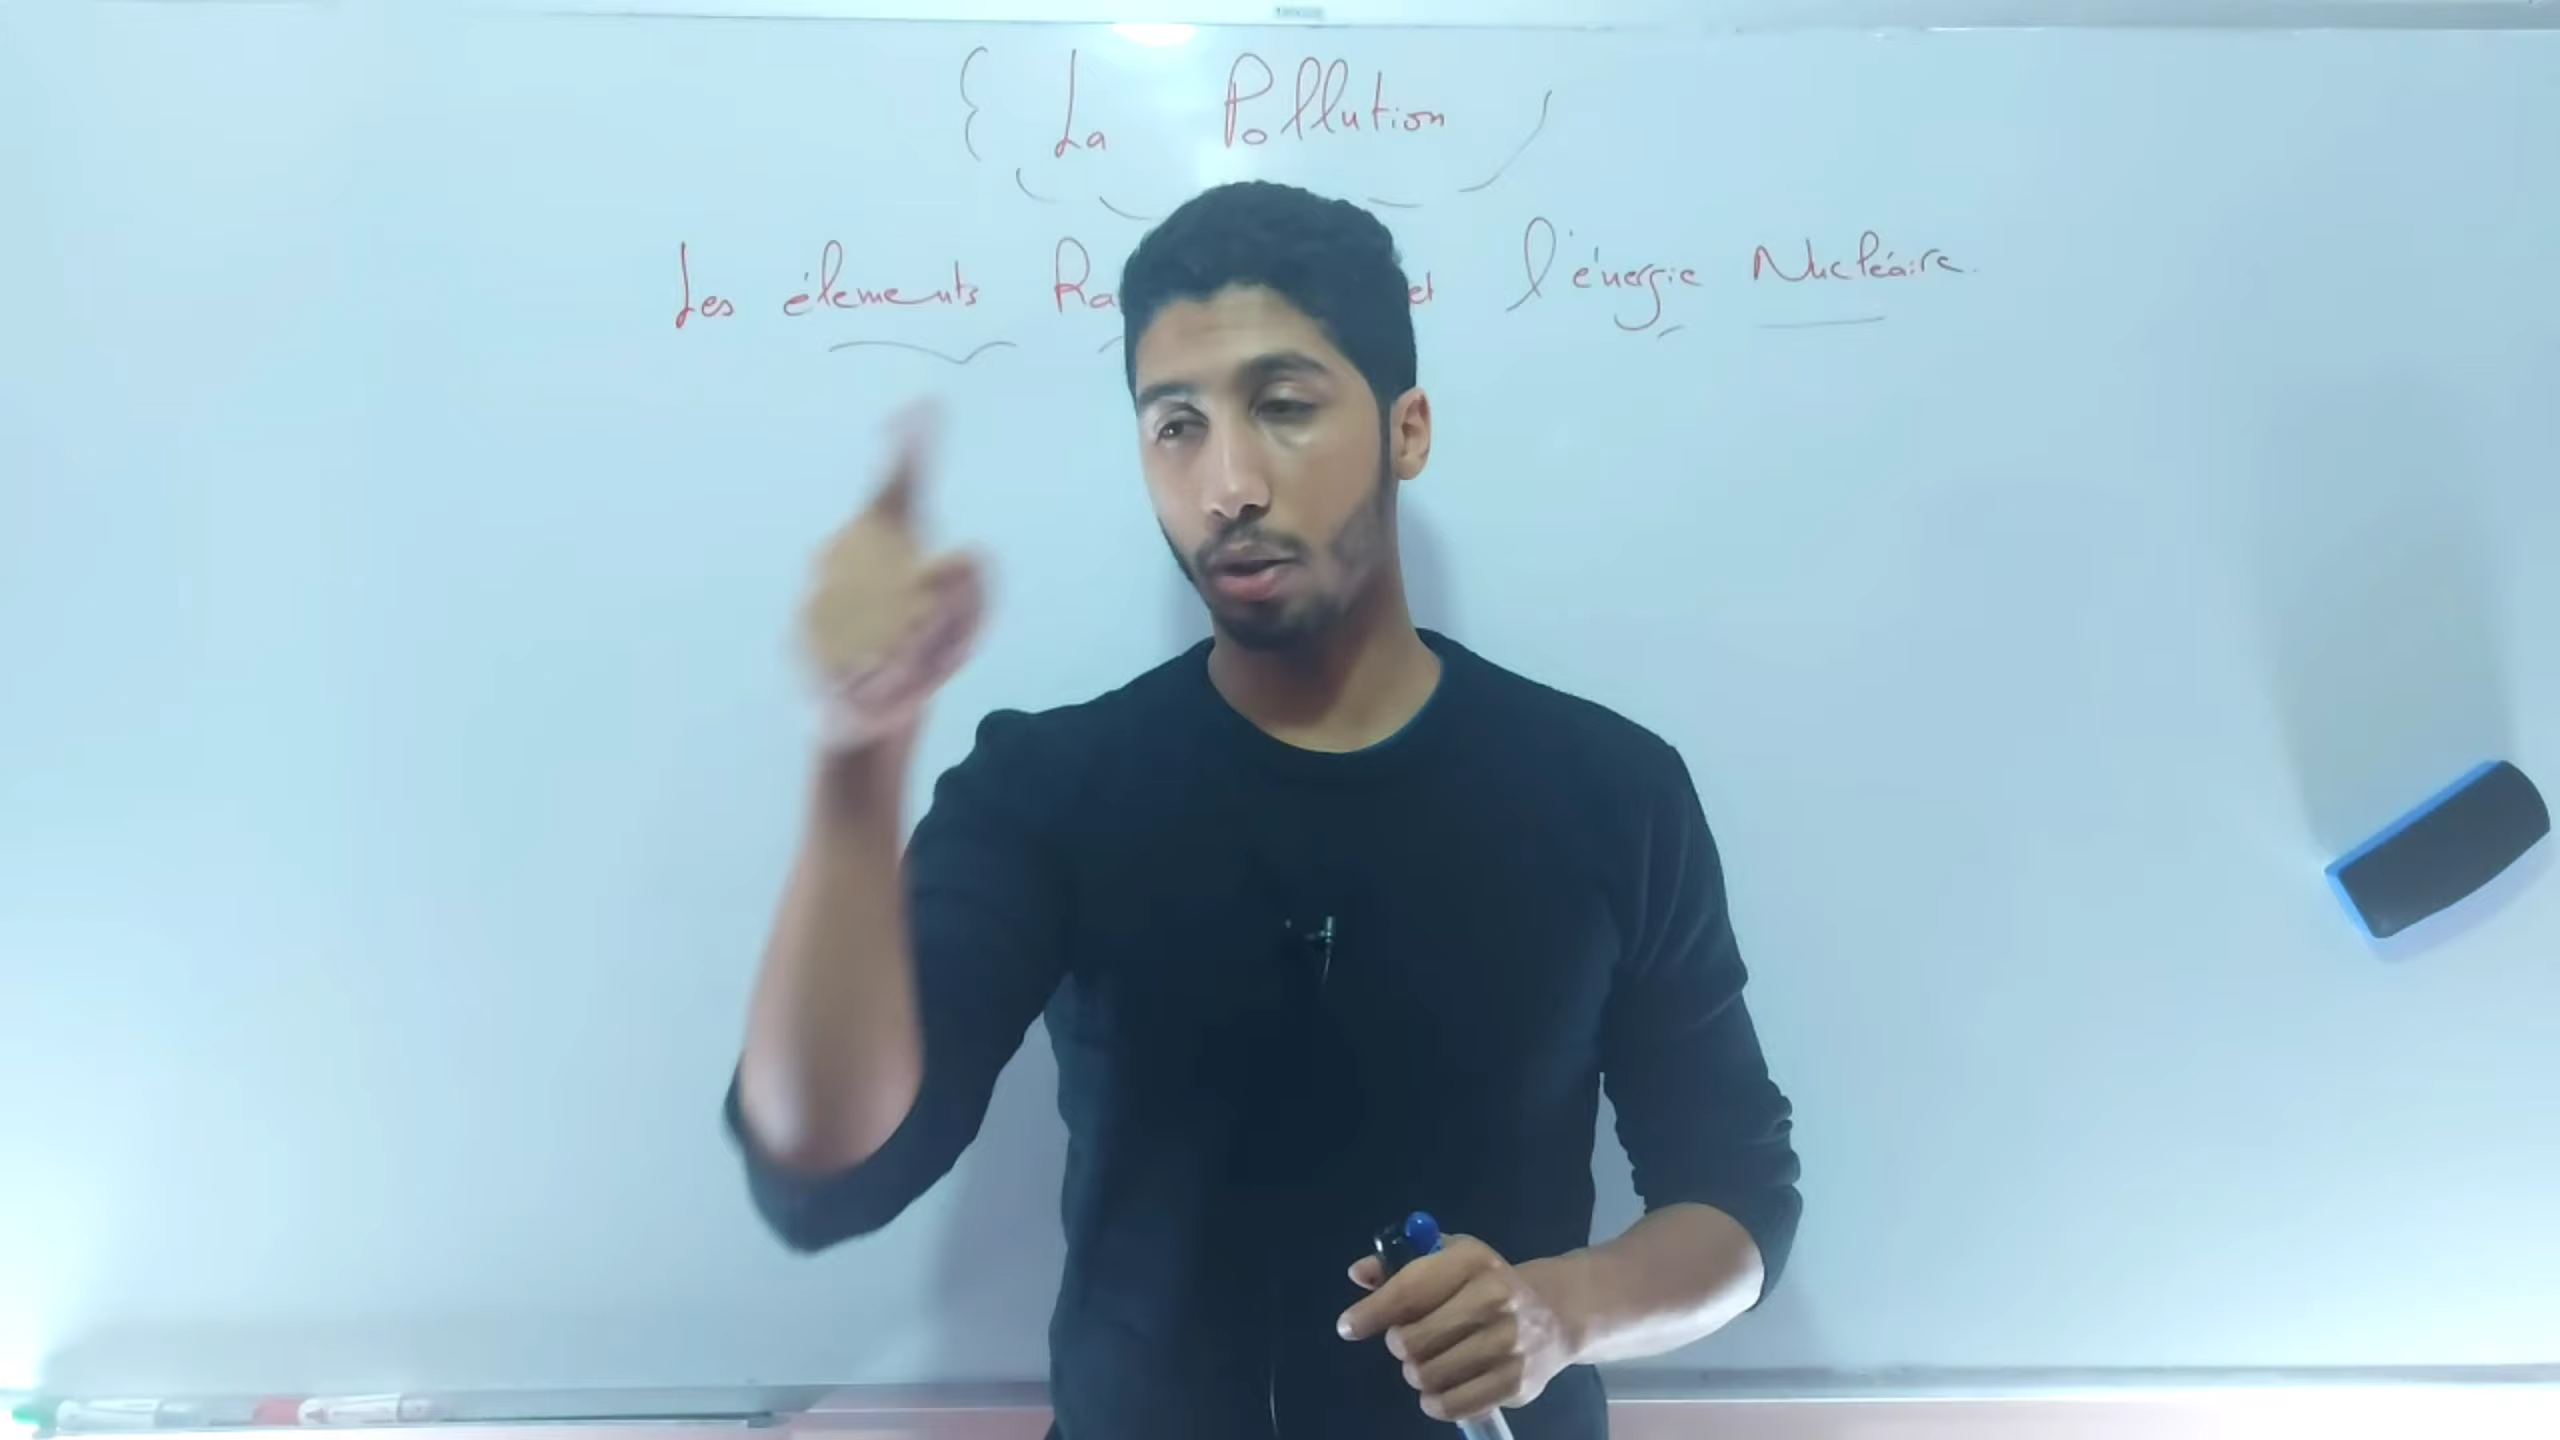 { La Pollution
Les élements Ra et l'énergie Nucléaire.